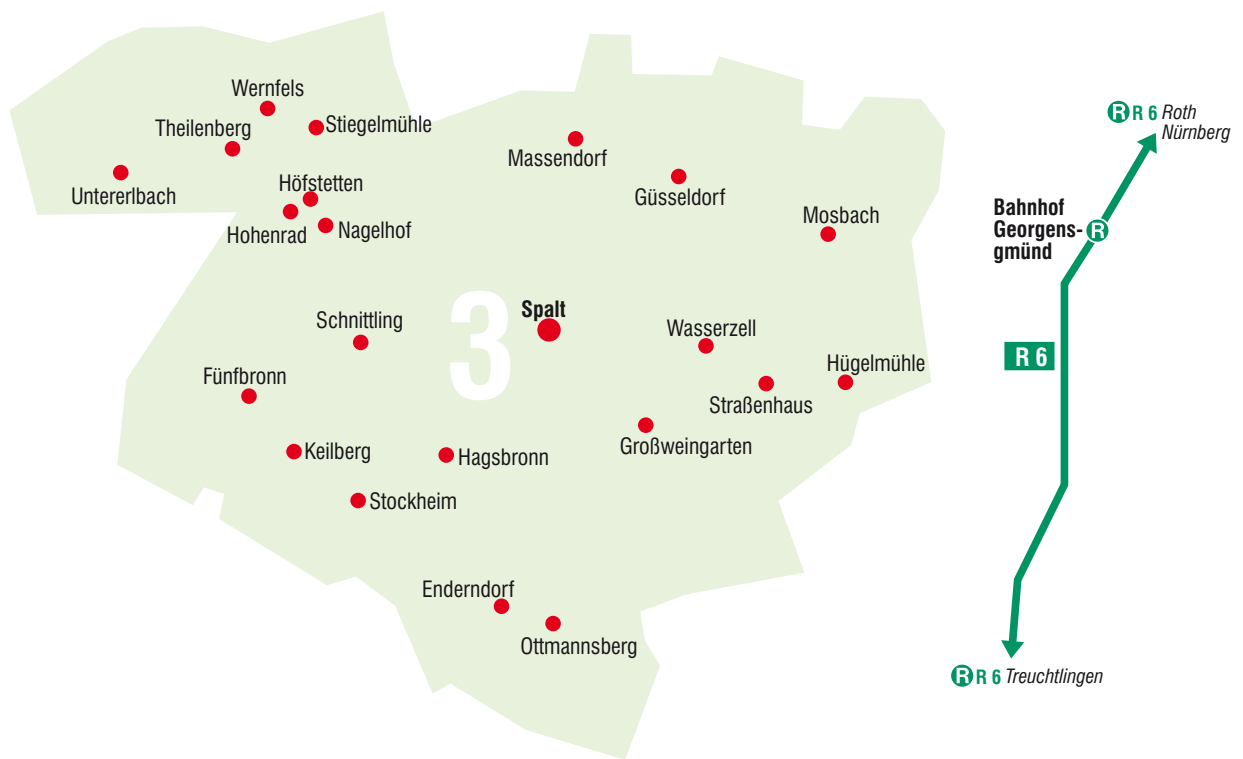 Wernfels
Theilenberg
Stiegelmühle
Untererlbach
Höfstetten
Hohenrad
Nagelhof
Massendorf
Güsseldorf
Mosbach
3
Spalt
Schnittling
Wasserzell
Hügelmühle
Fünfbronn
Straßenhaus
Großweingarten
Keilberg
Hagsbronn
Stockheim
Enderndorf
Ottmannsberg
R R 6 Roth
Nürnberg
Bahnhof
Georgens-
gmünd
R
R 6
R R 6 Treuchtlingen